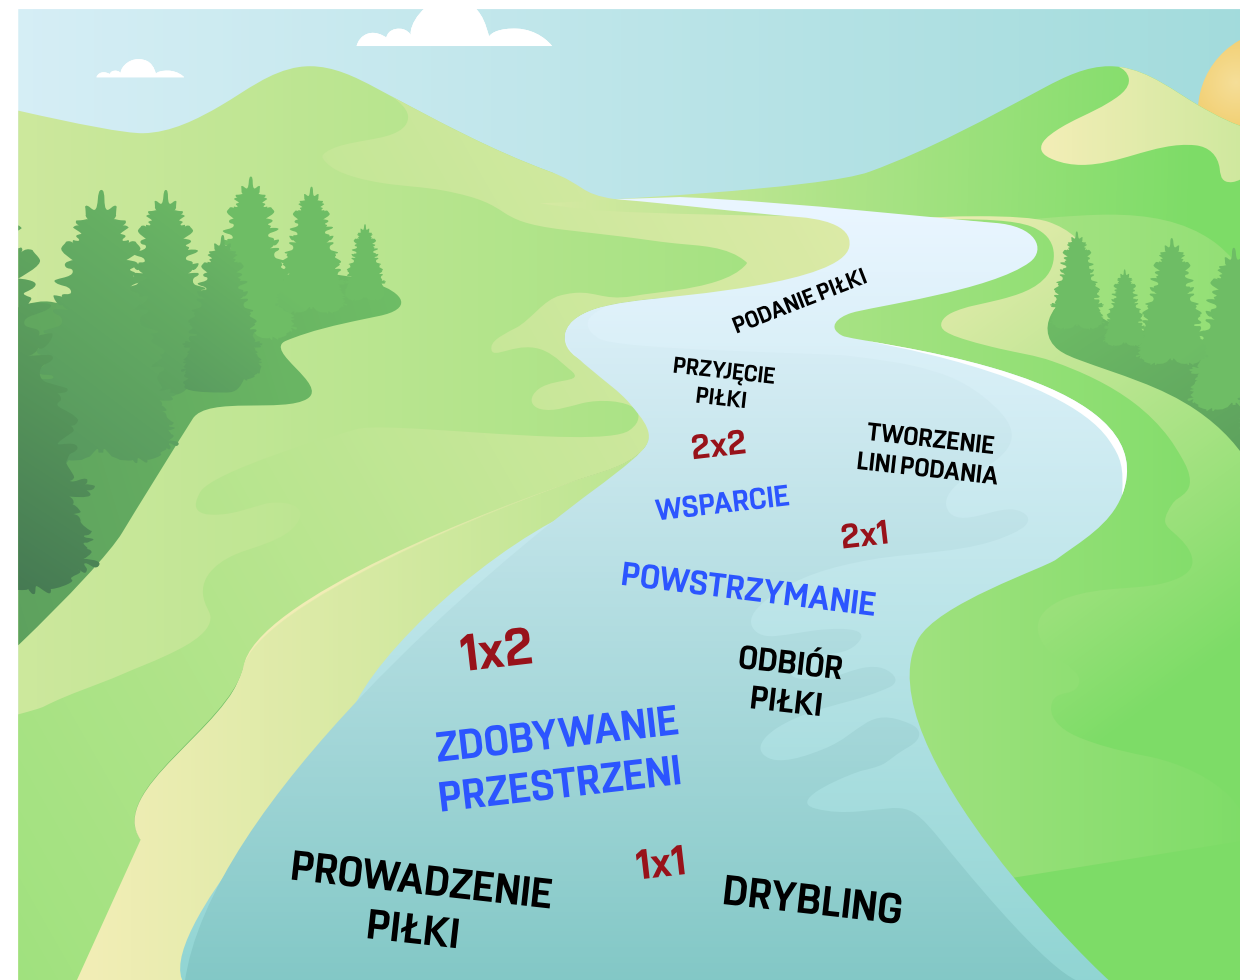 PODANIE PIŁKI
PRZYJĘCIE
PIŁKI
TWORZENIE
LINI PODANIA
2x2
WSPARCIE
2x1
POWSTRZYMANIE
1x2
ODBIÓR
PIŁKI
ZDOBYWANIE
PRZESTRZENI
PROWADZENIE
PIŁKI
1x1
DRYBLING